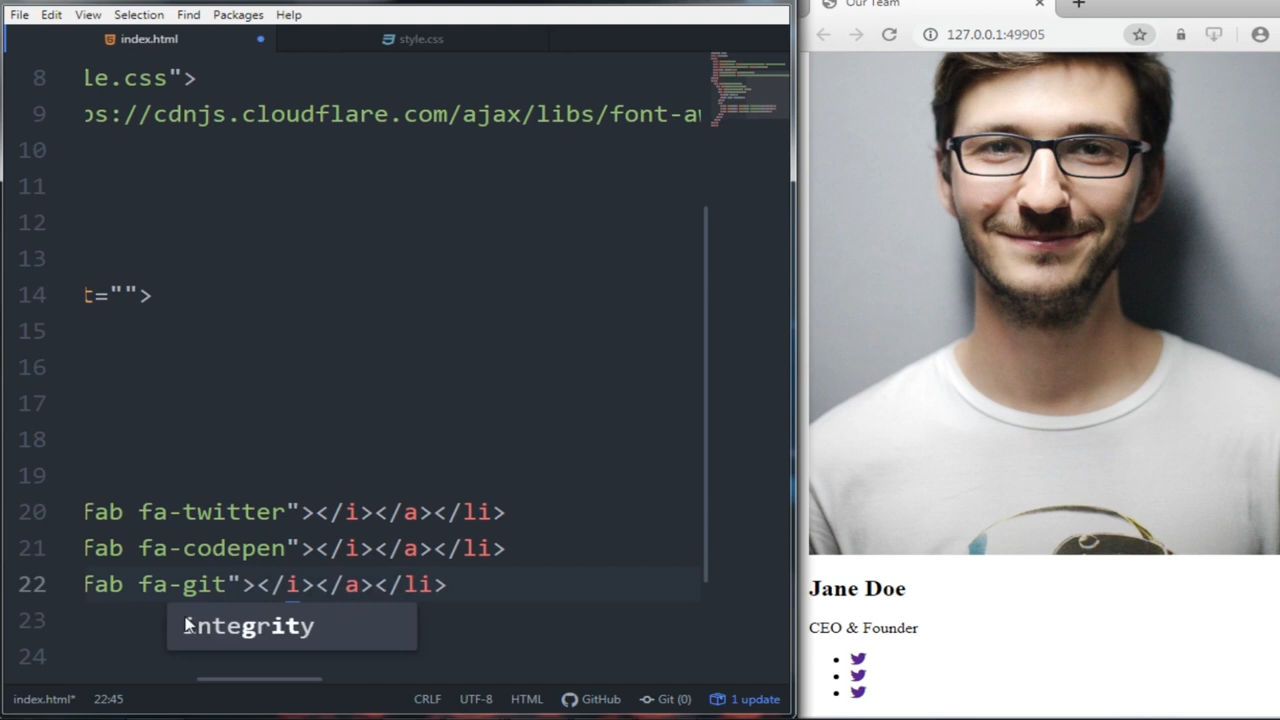 File Edit View Selection Find Packages Help
Our Team
index.html
style.css
127.0.0.1:49905
8 le.css">
9 ps://cdnjs.cloudflare.com/ajax/libs/font-aw
10
11
12
13
14 t="">
15
16
17
18
19
20 fab fa-twitter"></i></a></li>
21 fab fa-codepen"></i></a></li>
22 fab fa-git"></i></a></li>
23
integrity
24
Jane Doe
CEO & Founder
index.html* 22:45 CRLF UTF-8 HTML GitHub Git (0) 1 update